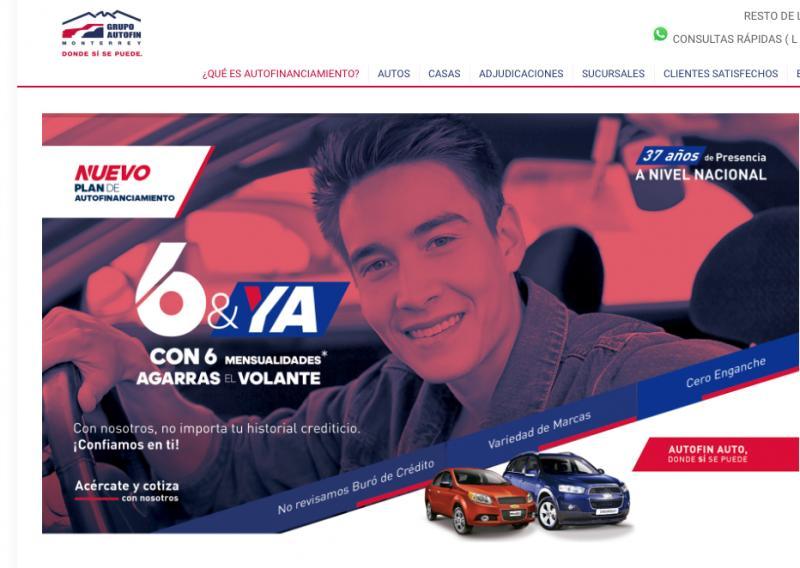 GRUPO
AUTOFIN
MONTERREY
DONDE SÍ SE PUEDE.
RESTO DE L
CONSULTAS RÁPIDAS ( L
¿QUÉ ES AUTOFINANCIAMIENTO?
AUTOS
CASAS
ADJUDICACIONES
SUCURSALES
CLIENTES SATISFECHOS
NUEVO
PLAN DE
AUTOFINANCIAMIENTO
37 años de Presencia
A NIVEL NACIONAL
6&YA
CON 6 MENSUALIDADES*
AGARRAS EL VOLANTE
Con nosotros, no importa tu historial crediticio.
¡Confiamos en ti!
Acércate y cotiza
con nosotros
No revisamos Buró de Crédito
Variedad de Marcas
Cero Enganche
AUTOFIN AUTO,
DONDE SÍ SE PUEDE